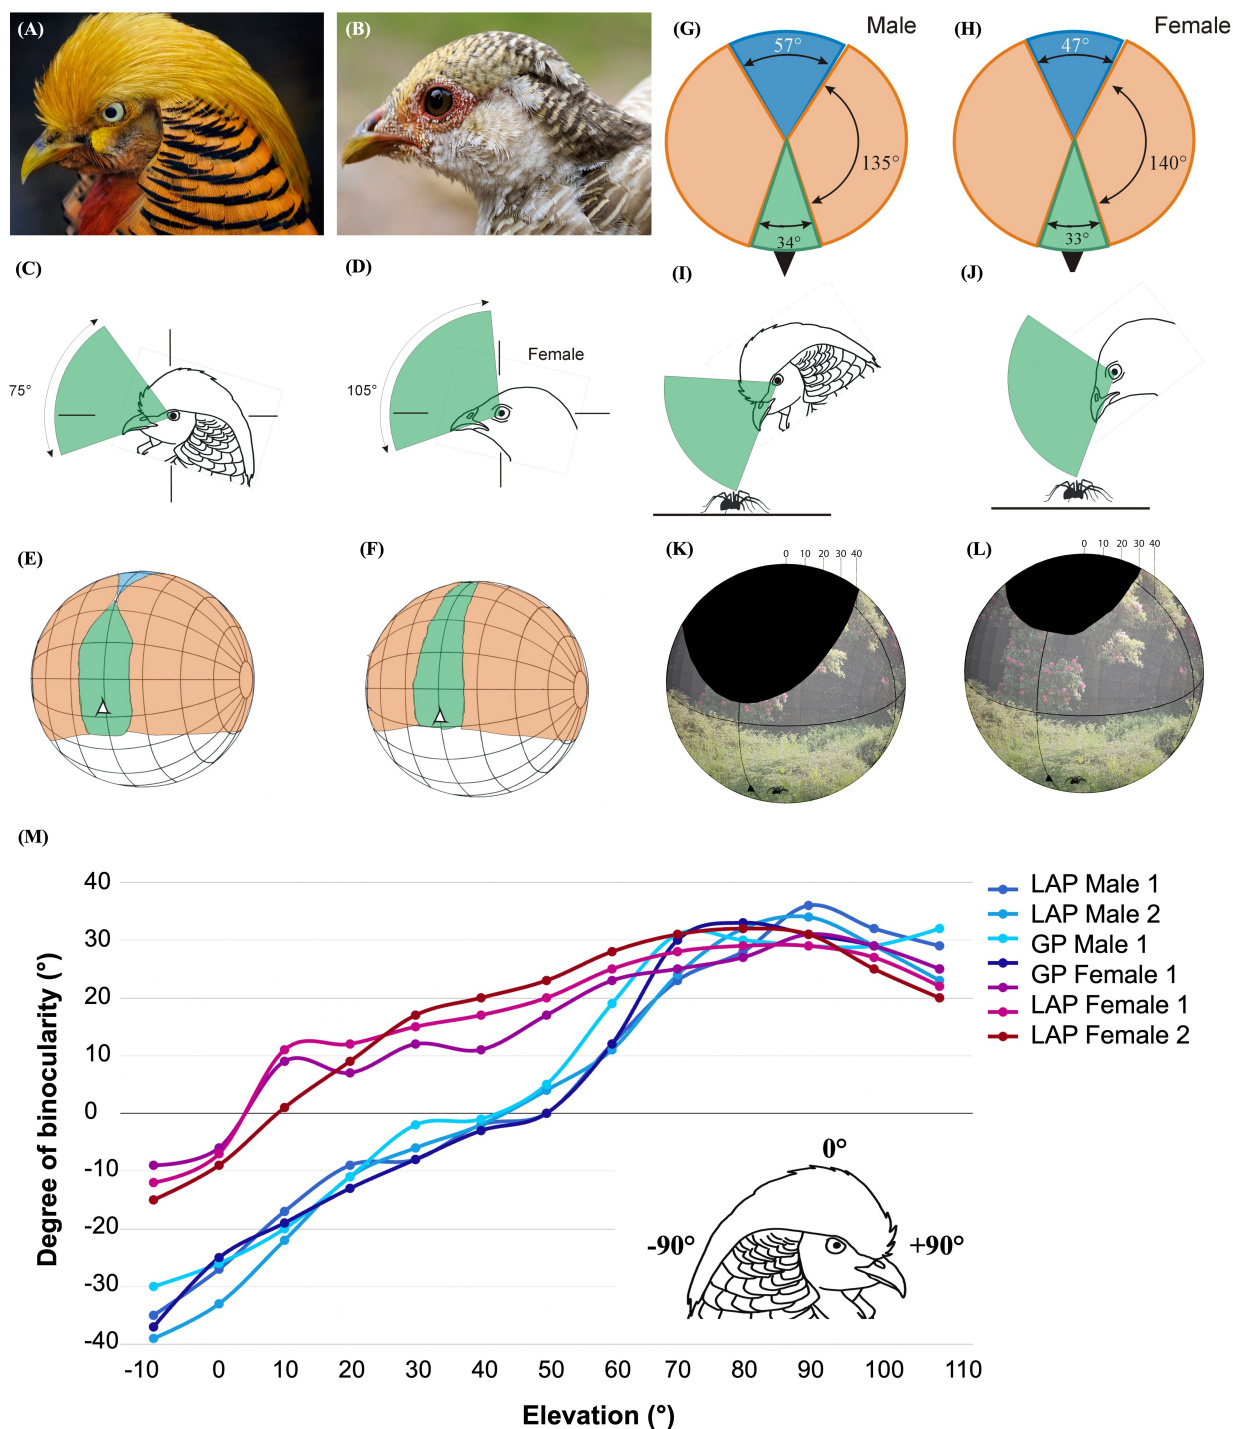 (A)
(B)
(G)
Male
57°
135°
34°
(H)
Female
47°
140°
33°
(C)
75°
(D)
Female
105°
(I)
(J)
(E)
(F)
(K)
0 10 20 30 40
(L)
0 10 20 30 40
(M)
Degree of binocularity (°)
40
30
20
10
0
-10
-20
-30
-40
-10 0 10 20 30 40 50 60 70 80 90 100 110
Elevation (°)
LAP Male 1
LAP Male 2
GP Male 1
GP Female 1
LAP Female 1
LAP Female 2
0°
-90°
+90°